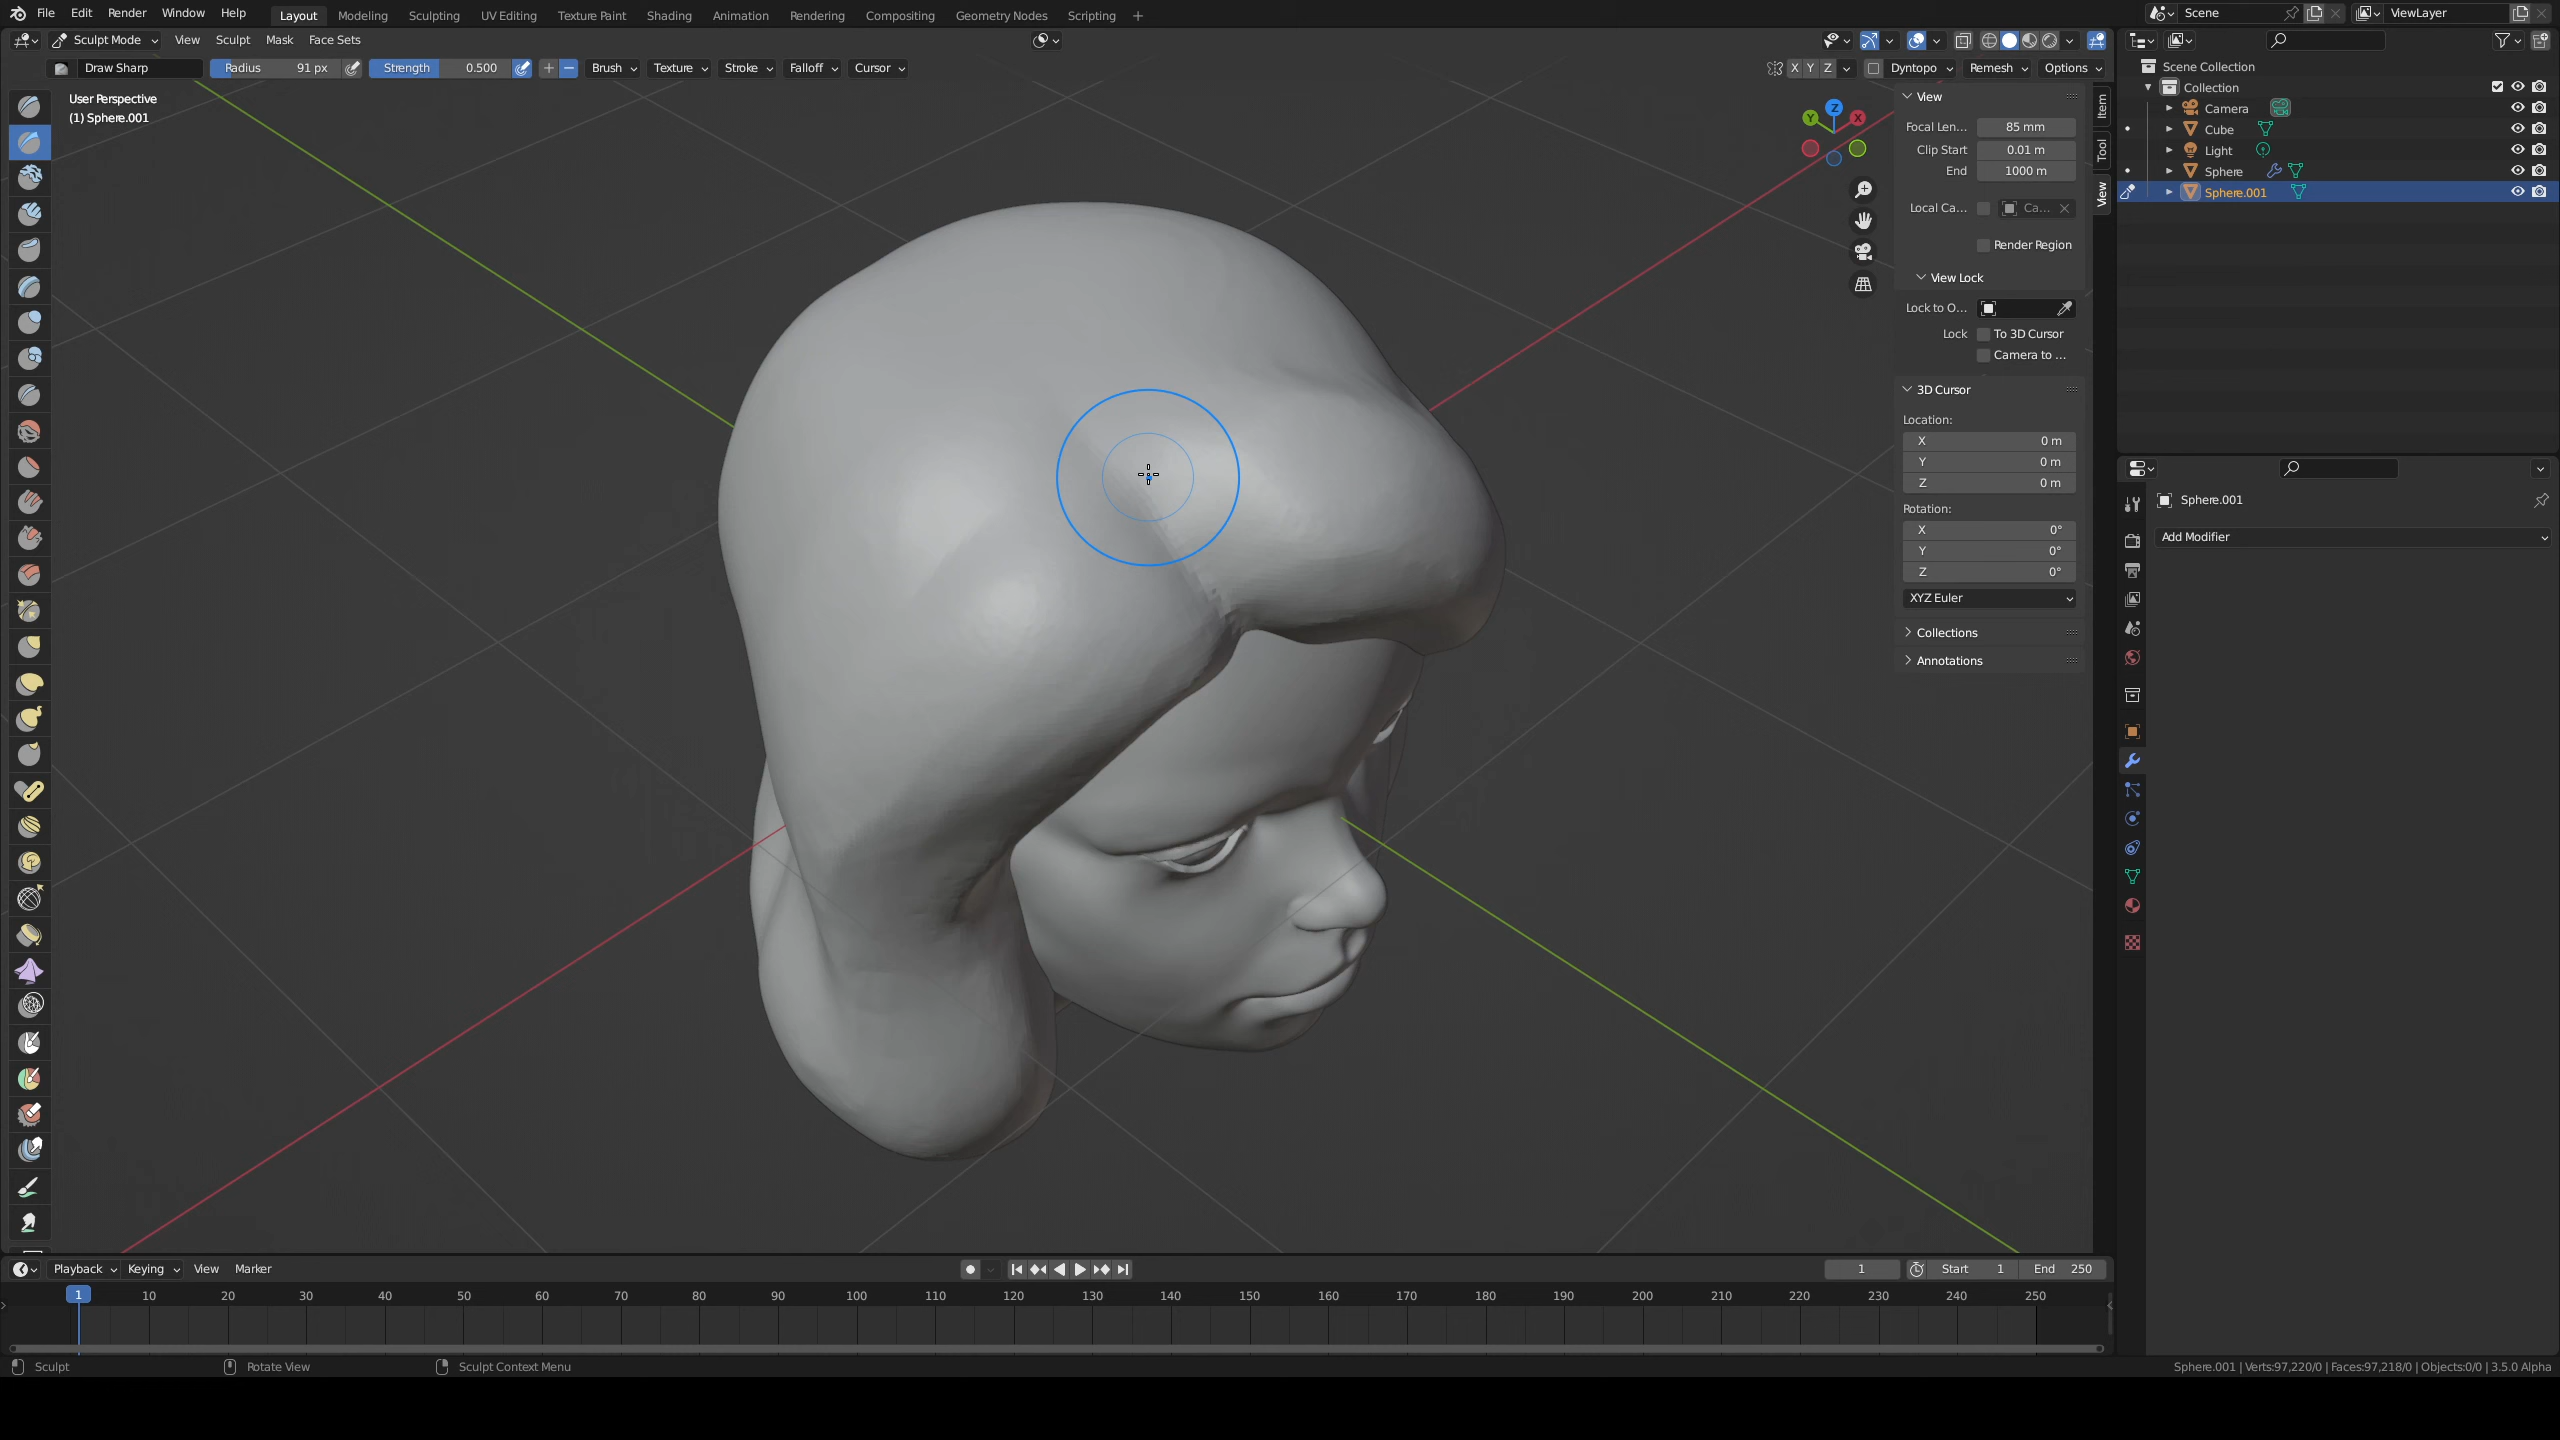 File Edit Render Window Help Layout Modeling Sculpting UV Editing Texture Paint Shading Animation Rendering Compositing Geometry Nodes Scripting + Scene ViewLayer
Sculpt Mode View Sculpt Mask Face Sets
Draw Sharp Radius 91 px Strength 0.500 Brush Texture Stroke Falloff Cursor X Y Z Dyntopo Remesh Options
User Perspective
(1) Sphere.001
Z
Y
X
View
Focal Len... 85 mm
Clip Start 0.01 m
End 1000 m
Local Ca... Ca...
Render Region
View Lock
Lock to O...
Lock To 3D Cursor
Camera to ...
3D Cursor
Location:
X 0 m
Y 0 m
Z 0 m
Rotation:
X 0°
Y 0°
Z 0°
XYZ Euler
Collections
Annotations
Item
Tool
View
Scene Collection
Collection
Camera
Cube
Light
Sphere
Sphere.001
Sphere.001
Add Modifier
Playback Keying View Marker 1 Start 1 End 250
1 10 20 30 40 50 60 70 80 90 100 110 120 130 140 150 160 170 180 190 200 210 220 230 240 250
Sculpt Rotate View Sculpt Context Menu Sphere.001 | Verts:97,220/0 | Faces:97,218/0 | Objects:0/0 | 3.5.0 Alpha